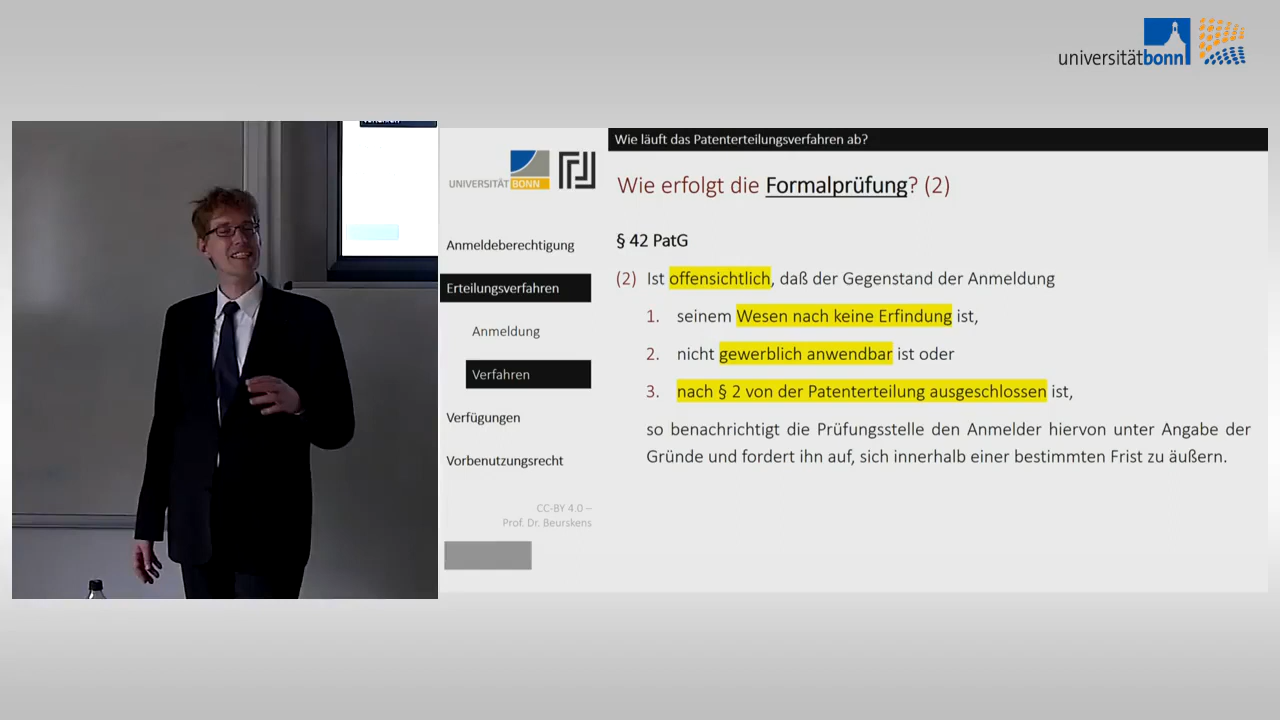 universitätbonn
Wie läuft das Patenterteilungsverfahren ab?
UNIVERSITÄT BONN
Wie erfolgt die Formalprüfung? (2)
§ 42 PatG
Anmeldeberechtigung
(2) Ist offensichtlich, daß der Gegenstand der Anmeldung
Erteilungsverfahren
1. seinem Wesen nach keine Erfindung ist,
Anmeldung
2. nicht gewerblich anwendbar ist oder
Verfahren
3. nach § 2 von der Patenterteilung ausgeschlossen ist,
Verfügungen
so benachrichtigt die Prüfungsstelle den Anmelder hiervon unter Angabe der
Gründe und fordert ihn auf, sich innerhalb einer bestimmten Frist zu äußern.
Vorbenutzungsrecht
CC-BY 4.0 –
Prof. Dr. Beurskens